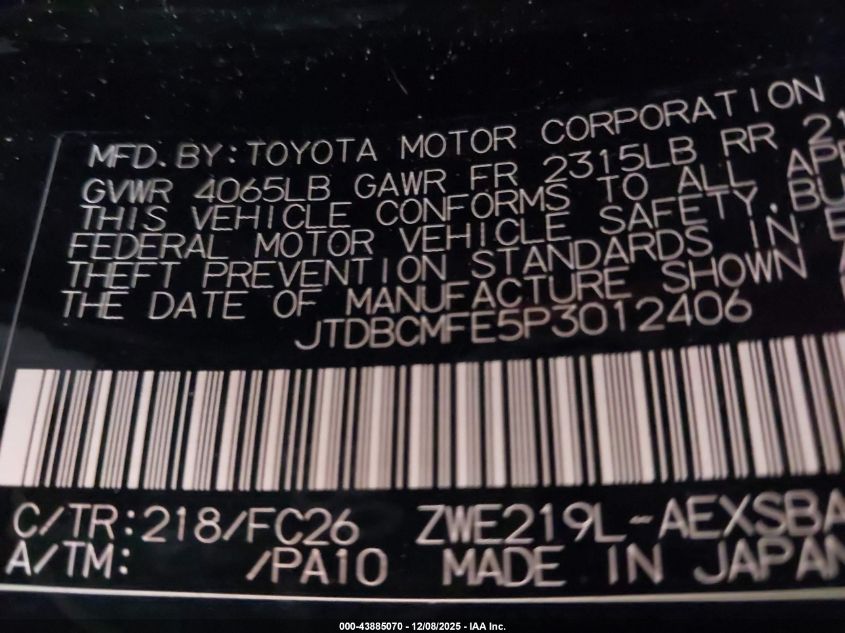 MFD. BY: TOYOTA MOTOR CORPORATION
GVWR 4065LB GAWR FR 2315LB RR
THIS VEHICLE CONFORMS TO ALL
FEDERAL MOTOR VEHICLE SAFETY,
THEFT PREVENTION STANDARDS IN
THE DATE OF MANUFACTURE SHOWN
JTDBCMFE5P3012406
C/TR:218/FC26 ZWE219L-AEXSBA
A/TM: /PA10 MADE IN JAPAN
000-43885070 - 12/08/2025 - IAA Inc.